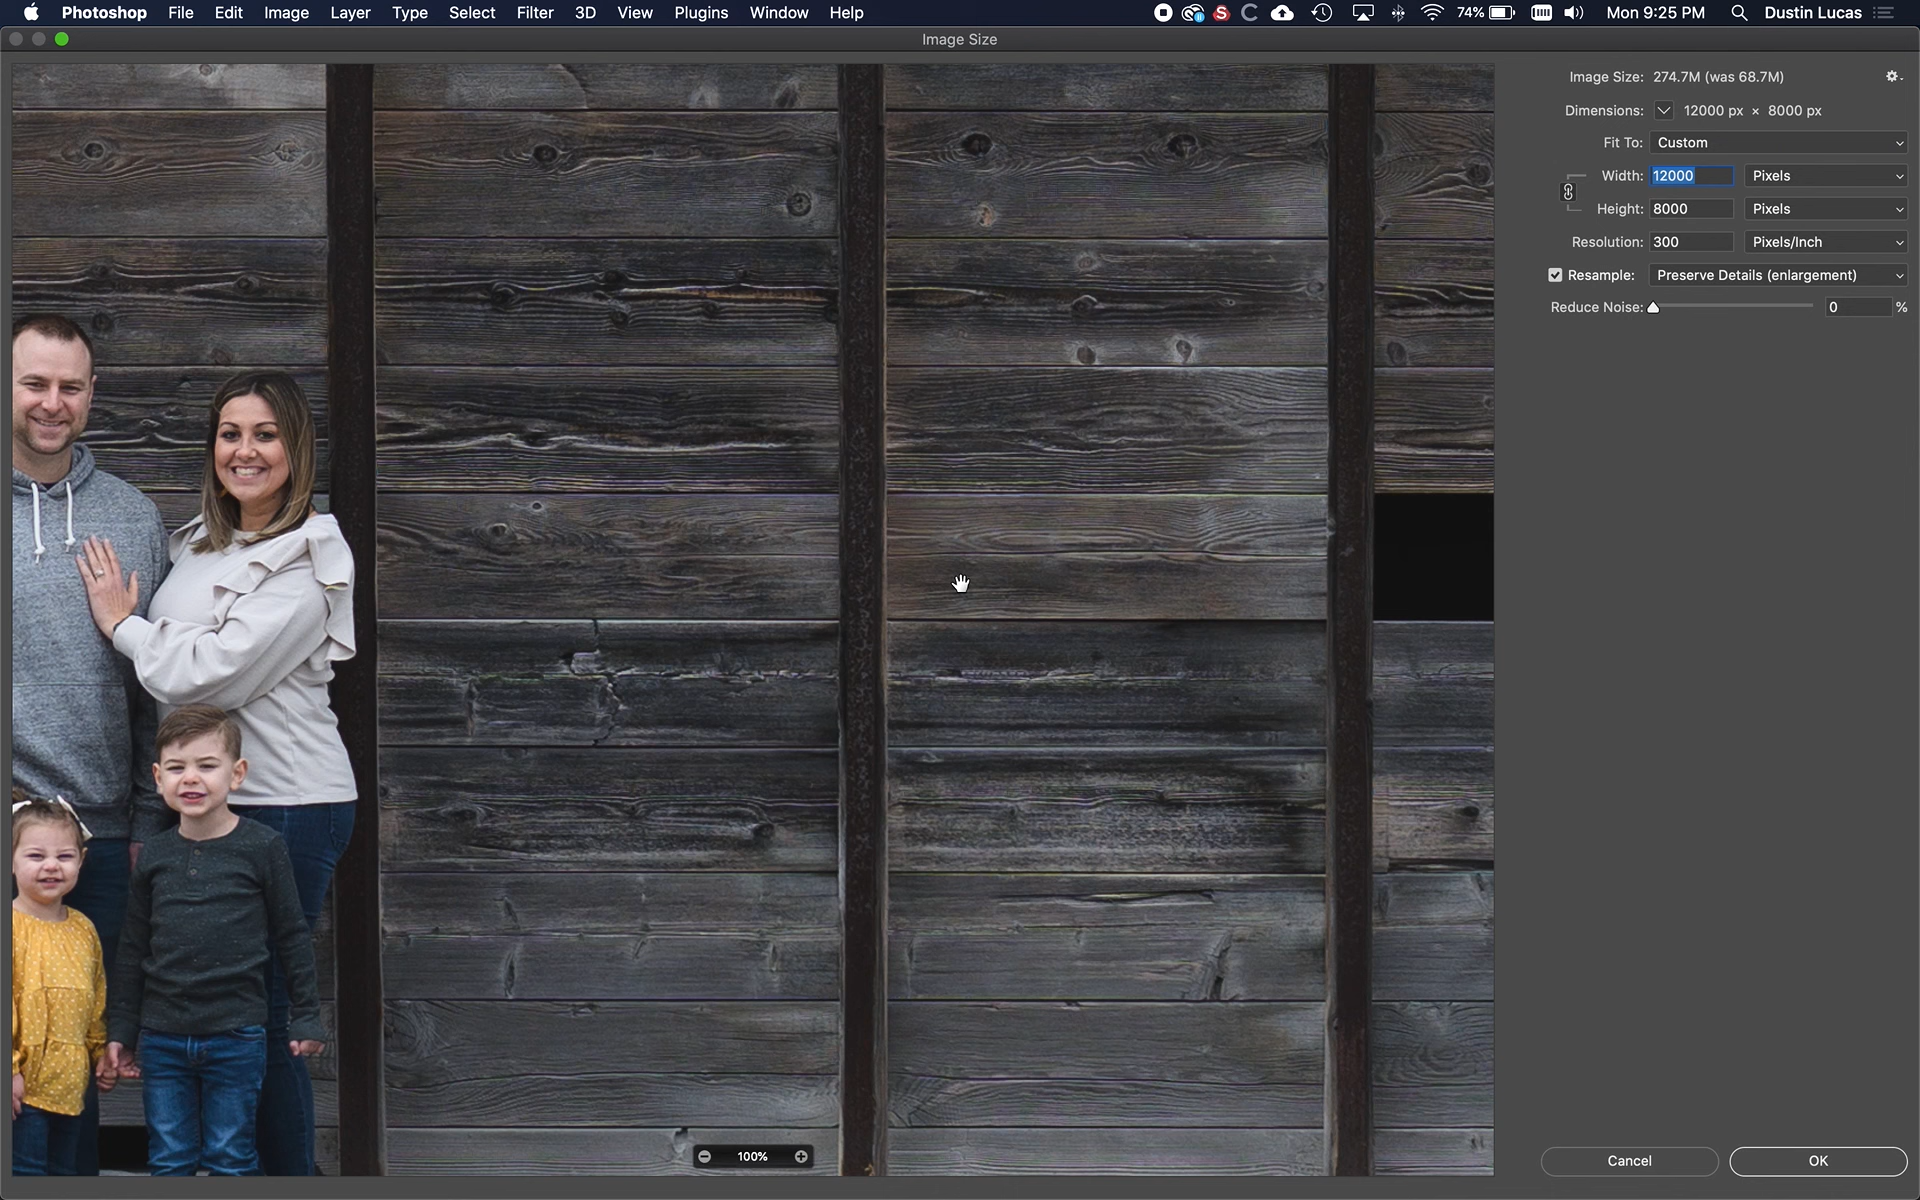 Photoshop File Edit Image Layer Type Select Filter 3D View Plugins Window Help 74% Mon 9:25 PM Dustin Lucas
Image Size
Image Size: 274.7M (was 68.7M)
Dimensions: 12000 px × 8000 px
Fit To: Custom
Width: 12000 Pixels
Height: 8000 Pixels
Resolution: 300 Pixels/Inch
Resample: Preserve Details (enlargement)
Reduce Noise: 0 %
100%
Cancel OK